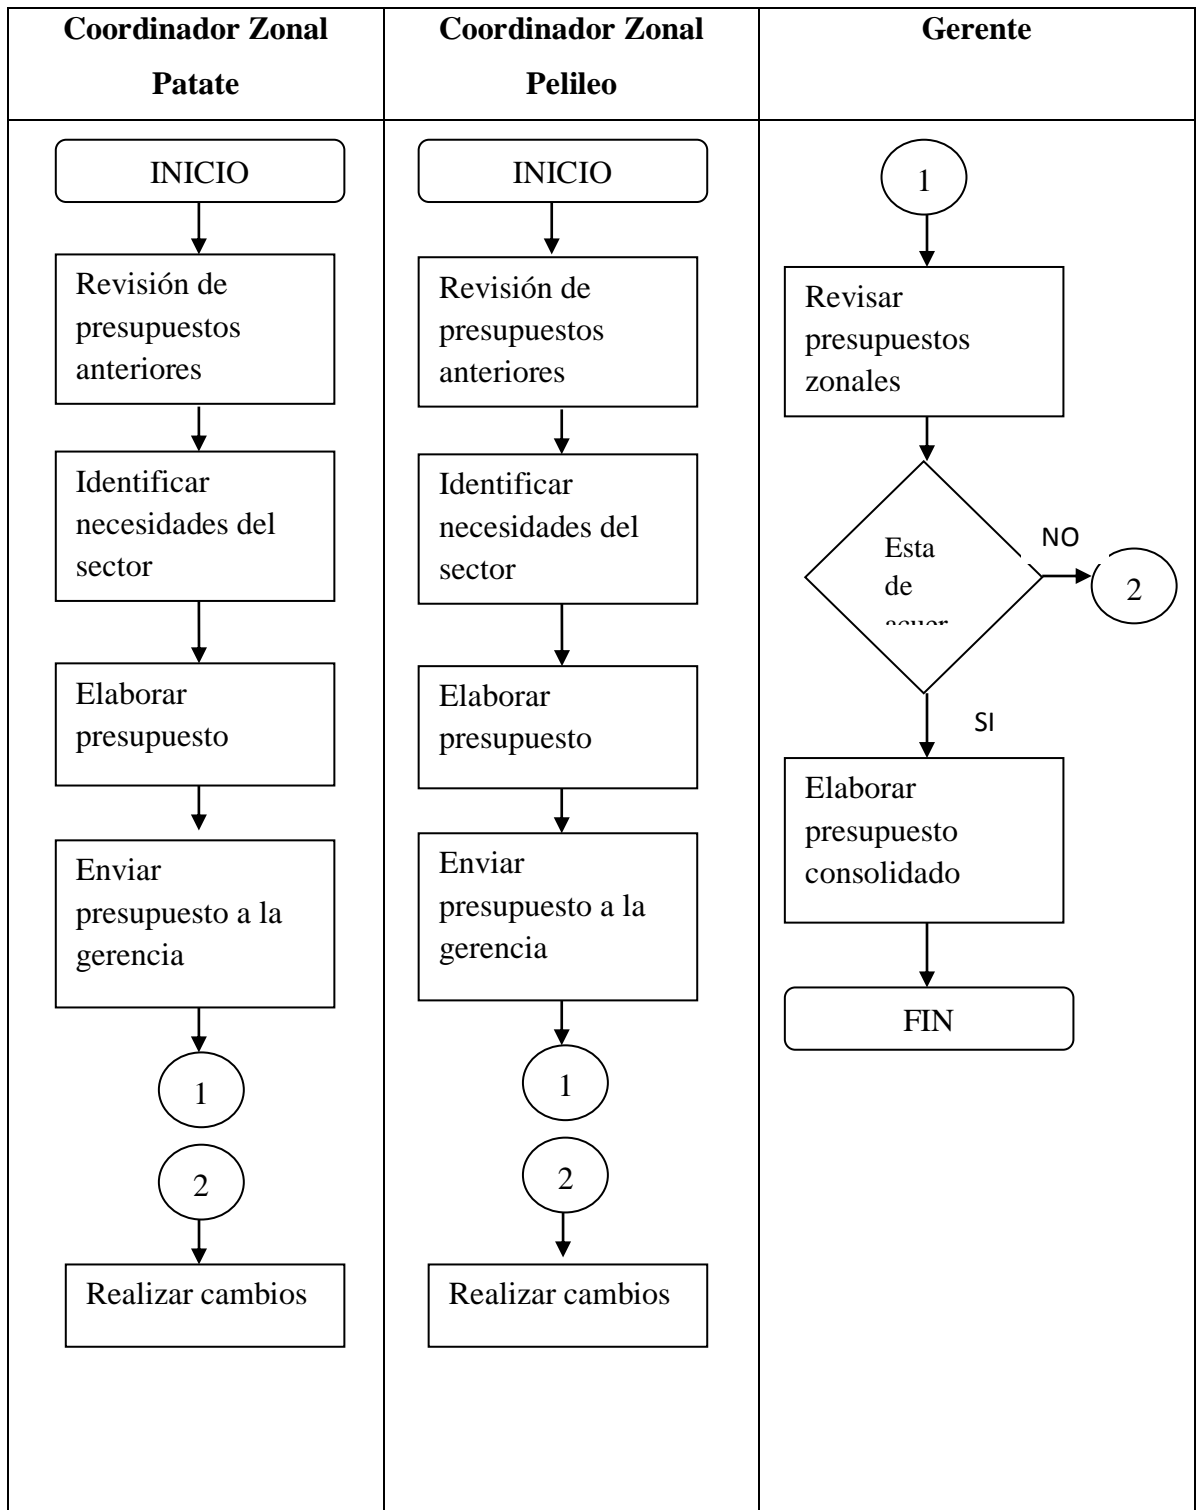 Coordinador Zonal
Patate
Coordinador Zonal
Pelileo
Gerente
INICIO
Revisión de
presupuestos
anteriores
Identificar
necesidades del
sector
Elaborar
presupuesto
Enviar
presupuesto a la
gerencia
1
2
Realizar cambios
INICIO
Revisión de
presupuestos
anteriores
Identificar
necesidades del
sector
Elaborar
presupuesto
Enviar
presupuesto a la
gerencia
1
2
Realizar cambios
1
Revisar
presupuestos
zonales
Esta
de
acuer
NO
2
SI
Elaborar
presupuesto
consolidado
FIN